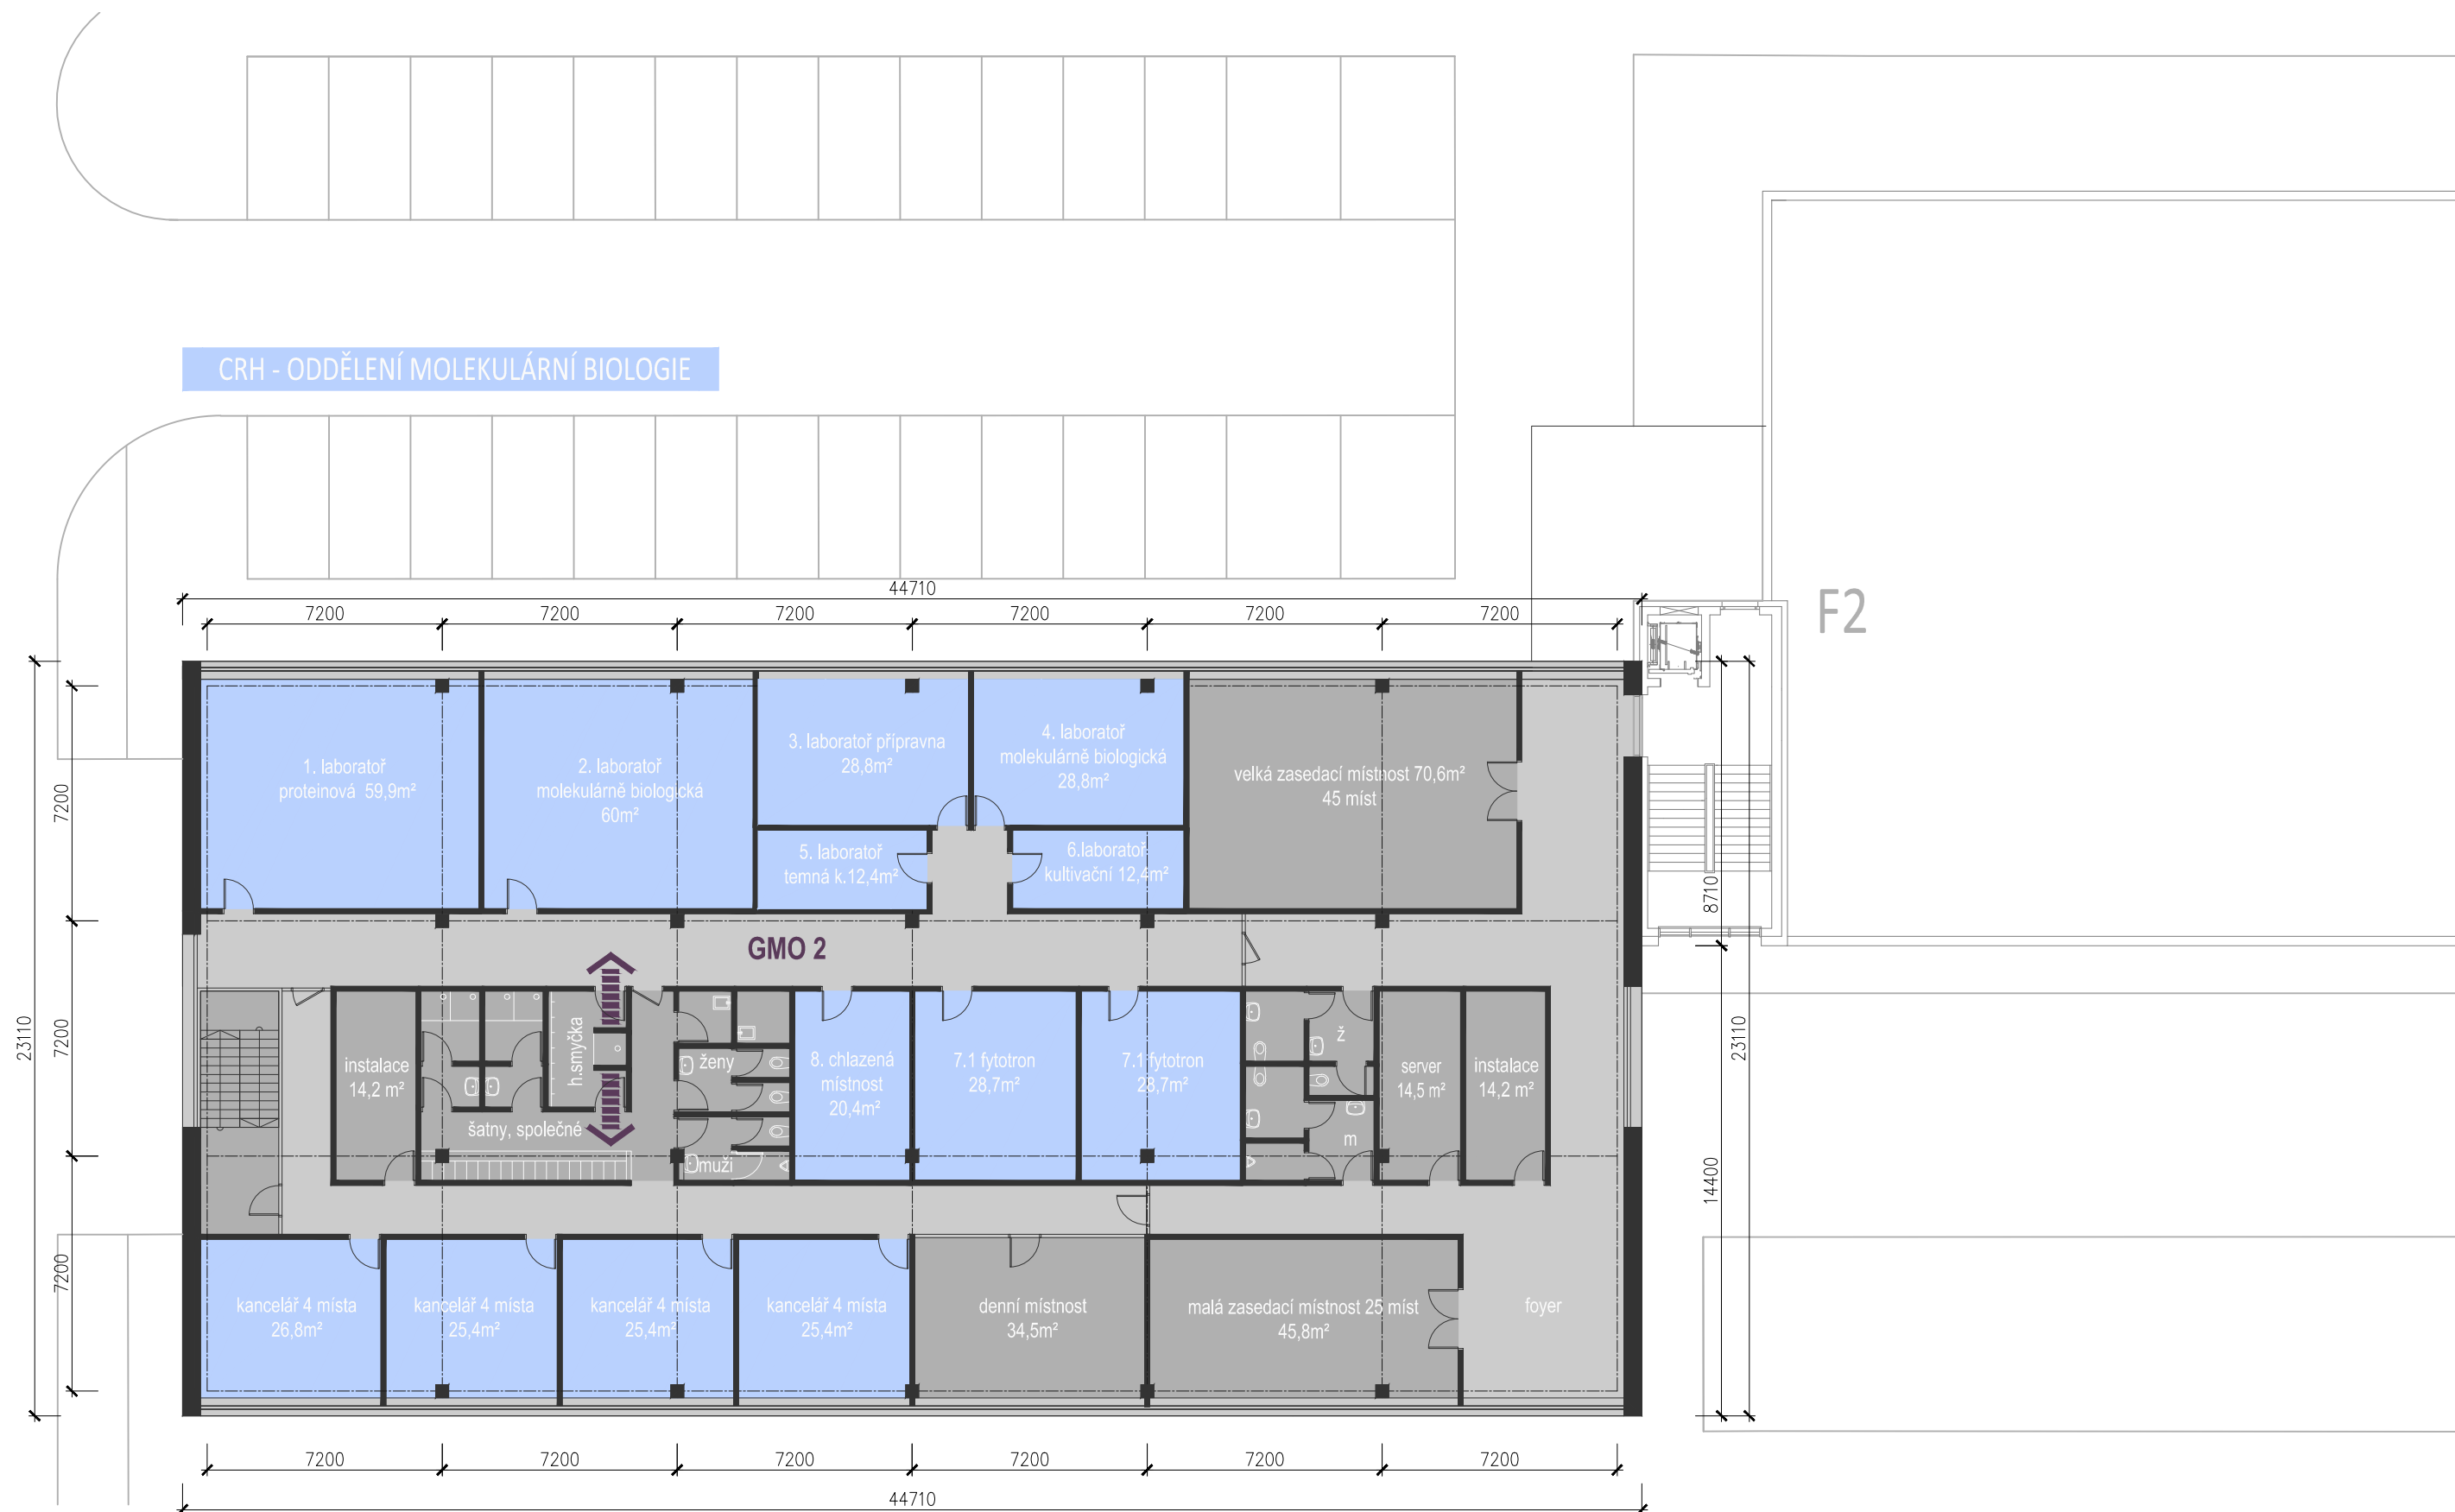 CRH - ODDĚLENÍ MOLEKULÁRNÍ BIOLOGIE
F2
44710
7200
7200
7200
7200
7200
7200
1. laboratoř
proteinová 59,9m²
2. laboratoř
molekulárně biologická
60m²
3. laboratoř přípravna
28,8m²
4. laboratoř
molekulárně biologická
28,8m²
velká zasedací místnost 70,6m²
45 míst
5. laboratoř
temná k.12,4m²
6.laboratoř
kultivační 12,4m²
7200
7200
7200
23110
8710
23110
14400
GMO 2
instalace
14,2 m²
h.smyčka
šatny, společné
ženy
muži
8. chlazená
místnost
20,4m²
7.1 fytotron
28,7m²
7.1 fytotron
28,7m²
ž
m
server
14,5 m²
instalace
14,2 m²
kancelář 4 místa
26,8m²
kancelář 4 místa
25,4m²
kancelář 4 místa
25,4m²
kancelář 4 místa
25,4m²
denní místnost
34,5m²
malá zasedací místnost 25 míst
45,8m²
foyer
7200
7200
7200
7200
7200
7200
44710